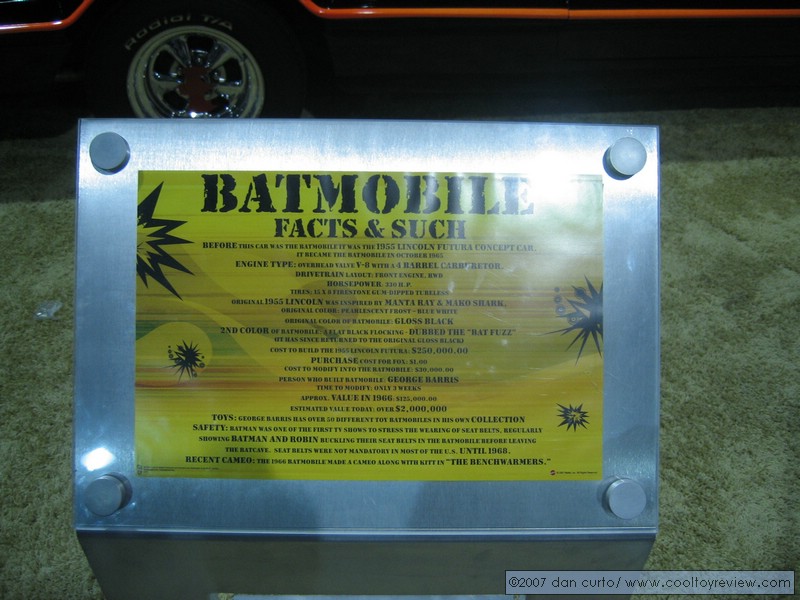 Radial T/A
BATMOBILE
FACTS & SUCH
BEFORE THIS CAR WAS THE BATMOBILE IT WAS THE 1955 LINCOLN FUTURA CONCEPT CAR.
IT BECAME THE BATMOBILE IN OCTOBER 1965
ENGINE TYPE: OVERHEAD VALVE V-8 WITH A 4 BARREL CARBURETOR.
DRIVETRAIN LAYOUT: FRONT ENGINE, RWD
HORSEPOWER: 330 H.P.
TIRES: 15 X 8 FIRESTONE GUM-DIPPED TUBELESS
ORIGINAL 1955 LINCOLN WAS INSPIRED BY MANTA RAY & MAKO SHARK.
ORIGINAL COLOR: PEARLESCENT FROST - BLUE WHITE
ORIGINAL COLOR OF BATMOBILE: GLOSS BLACK
2ND COLOR OF BATMOBILE: A FLAT BLACK FLOCKING - DUBBED THE "BAT FUZZ"
(IT HAS SINCE RETURNED TO THE ORIGINAL GLOSS BLACK)
COST TO BUILD THE 1955 LINCOLN FUTURA: $250,000.00
PURCHASE COST FOR FOX: $1.00
COST TO MODIFY INTO THE BATMOBILE: $30,000.00
PERSON WHO BUILT BATMOBILE: GEORGE BARRIS
TIME TO MODIFY: ONLY 3 WEEKS
APPROX. VALUE IN 1966: $125,000.00
ESTIMATED VALUE TODAY: OVER $2,000,000
TOYS: GEORGE BARRIS HAS OVER 50 DIFFERENT TOY BATMOBILES IN HIS OWN COLLECTION
SAFETY: BATMAN WAS ONE OF THE FIRST TV SHOWS TO STRESS THE WEARING OF SEAT BELTS, REGULARLY
SHOWING BATMAN AND ROBIN BUCKLING THEIR SEAT BELTS IN THE BATMOBILE BEFORE LEAVING
THE BATCAVE. SEAT BELTS WERE NOT MANDATORY IN MOST OF THE U.S. UNTIL 1968.
RECENT CAMEO: THE 1966 BATMOBILE MADE A CAMEO ALONG WITH KITT IN "THE BENCHWARMERS."
©2007 dan curto/ www.cooltoyreview.com